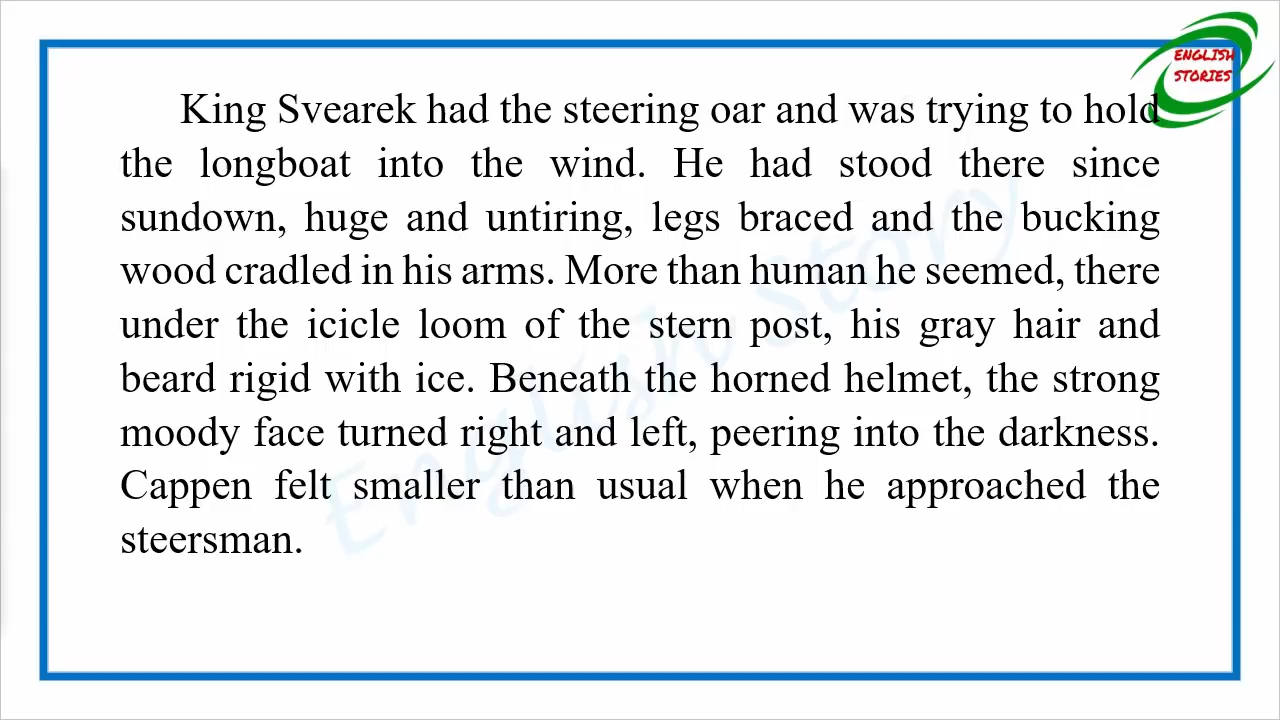 ENGLISH
STORIES
King Svearek had the steering oar and was trying to hold
the longboat into the wind. He had stood there since
sundown, huge and untiring, legs braced and the bucking
wood cradled in his arms. More than human he seemed, there
under the icicle loom of the stern post, his gray hair and
beard rigid with ice. Beneath the horned helmet, the strong
moody face turned right and left, peering into the darkness.
Cappen felt smaller than usual when he approached the
steersman.
English Story